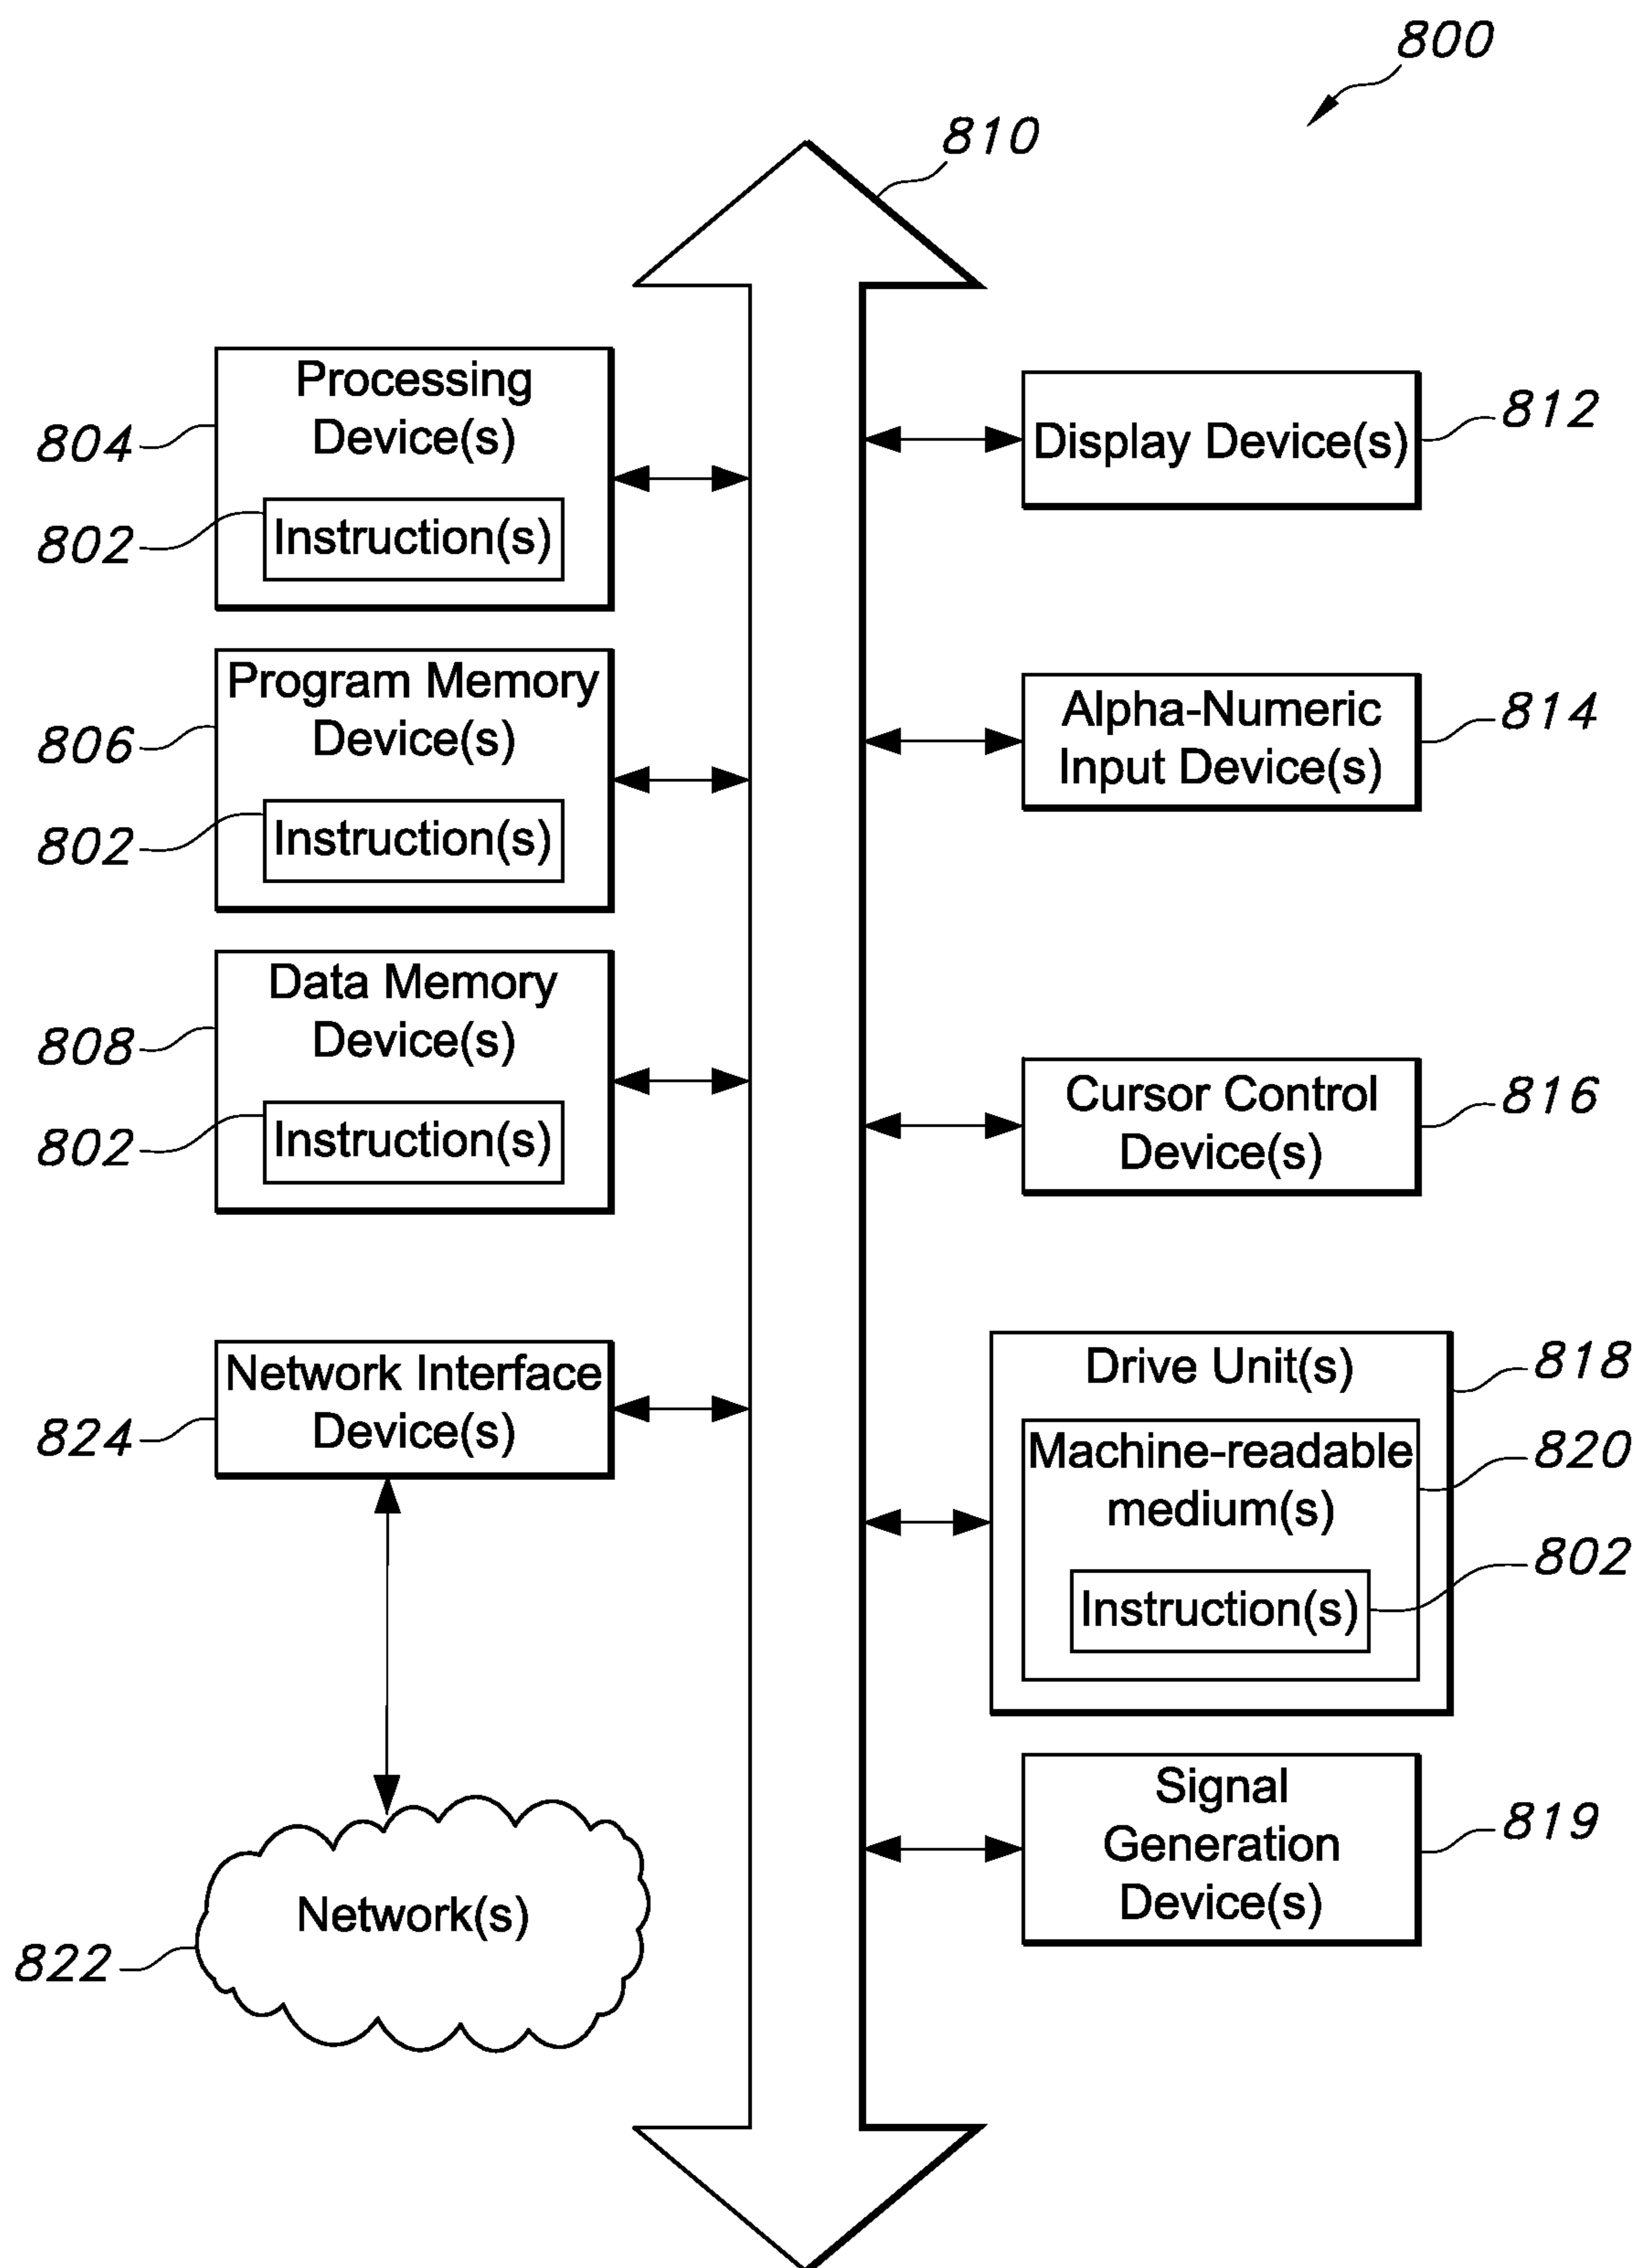 800
810
Processing
Device(s)
804
802
Instruction(s)
Program Memory
Device(s)
806
802
Instruction(s)
Data Memory
Device(s)
808
802
Instruction(s)
Network Interface
Device(s)
824
Network(s)
822
Display Device(s)
812
Alpha-Numeric
Input Device(s)
814
Cursor Control
Device(s)
816
Drive Unit(s)
818
Machine-readable
medium(s)
820
802
Instruction(s)
Signal
Generation
Device(s)
819